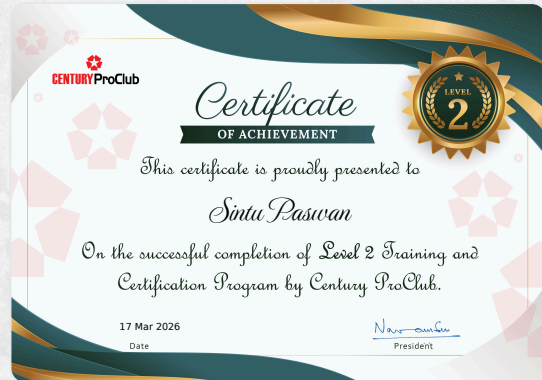 CENTURY ProClub
LEVEL
2
Certificate
OF ACHIEVEMENT
This certificate is proudly presented to
Sintu Paswan
On the successful completion of Level 2 Training and
Certification Program by Century ProClub.
17 Mar 2026
Date
President